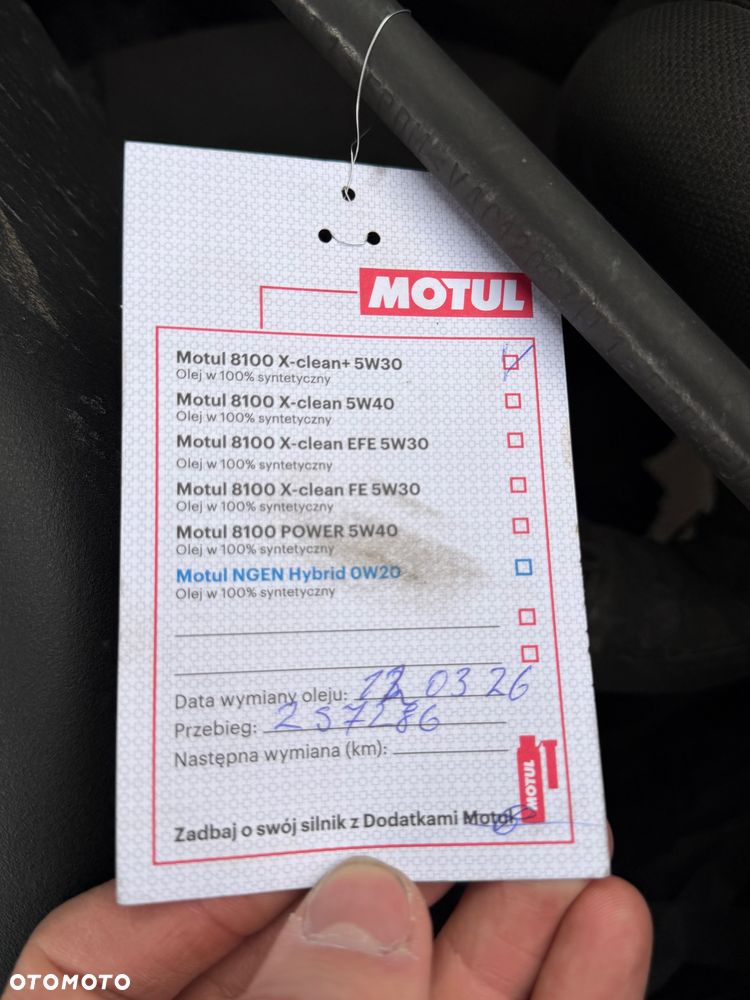 MOTUL
Motul 8100 X-clean+ 5W30
Olej w 100% syntetyczny
Motul 8100 X-clean 5W40
Olej w 100% syntetyczny
Motul 8100 X-clean EFE 5W30
Olej w 100% syntetyczny
Motul 8100 X-clean FE 5W30
Olej w 100% syntetyczny
Motul 8100 POWER 5W40
Olej w 100% syntetyczny
Motul NGEN Hybrid 0W20
Olej w 100% syntetyczny
Data wymiany oleju: 12 03 26
Przebieg: 257286
Następna wymiana (km):
MOTUL
Zadbaj o swój silnik z Dodatkami Motul
OTOMOTO